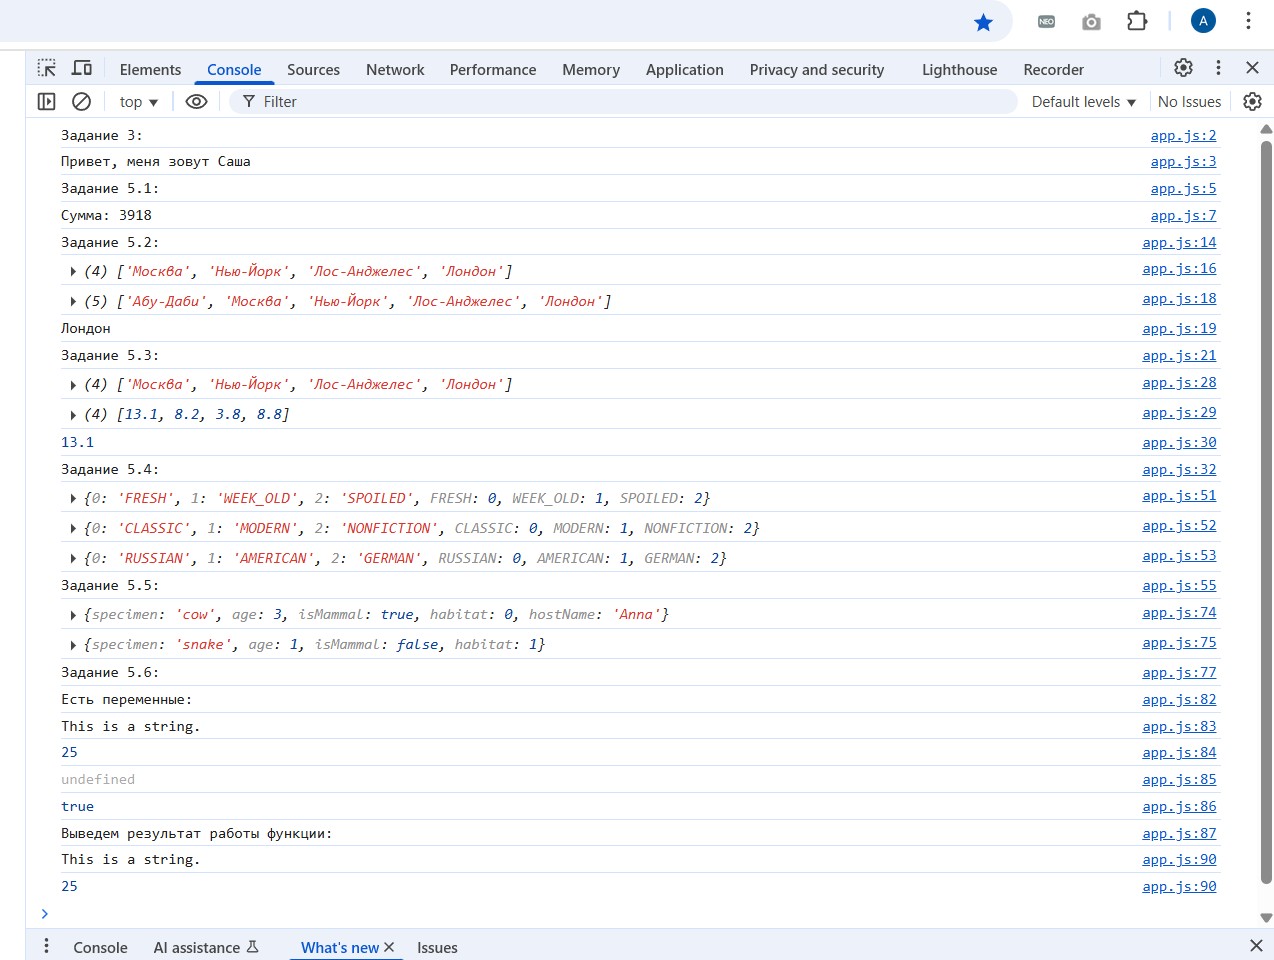 NEO A
Elements Console Sources Network Performance Memory Application Privacy and security Lighthouse Recorder
top Filter Default levels No Issues
Задание 3: app.js:2
Привет, меня зовут Саша app.js:3
Задание 5.1: app.js:5
Сумма: 3918 app.js:7
Задание 5.2: app.js:14
(4) ['Москва', 'Нью-Йорк', 'Лос-Анджелес', 'Лондон'] app.js:16
(5) ['Абу-Даби', 'Москва', 'Нью-Йорк', 'Лос-Анджелес', 'Лондон'] app.js:18
Лондон app.js:19
Задание 5.3: app.js:21
(4) ['Москва', 'Нью-Йорк', 'Лос-Анджелес', 'Лондон'] app.js:28
(4) [13.1, 8.2, 3.8, 8.8] app.js:29
13.1 app.js:30
Задание 5.4: app.js:32
{0: 'FRESH', 1: 'WEEK_OLD', 2: 'SPOILED', FRESH: 0, WEEK_OLD: 1, SPOILED: 2} app.js:51
{0: 'CLASSIC', 1: 'MODERN', 2: 'NONFICTION', CLASSIC: 0, MODERN: 1, NONFICTION: 2} app.js:52
{0: 'RUSSIAN', 1: 'AMERICAN', 2: 'GERMAN', RUSSIAN: 0, AMERICAN: 1, GERMAN: 2} app.js:53
Задание 5.5: app.js:55
{specimen: 'cow', age: 3, isMammal: true, habitat: 0, hostName: 'Anna'} app.js:74
{specimen: 'snake', age: 1, isMammal: false, habitat: 1} app.js:75
Задание 5.6: app.js:77
Есть переменные: app.js:82
This is a string. app.js:83
25 app.js:84
undefined app.js:85
true app.js:86
Выведем результат работы функции: app.js:87
This is a string. app.js:90
25 app.js:90
Console AI assistance What's new Issues